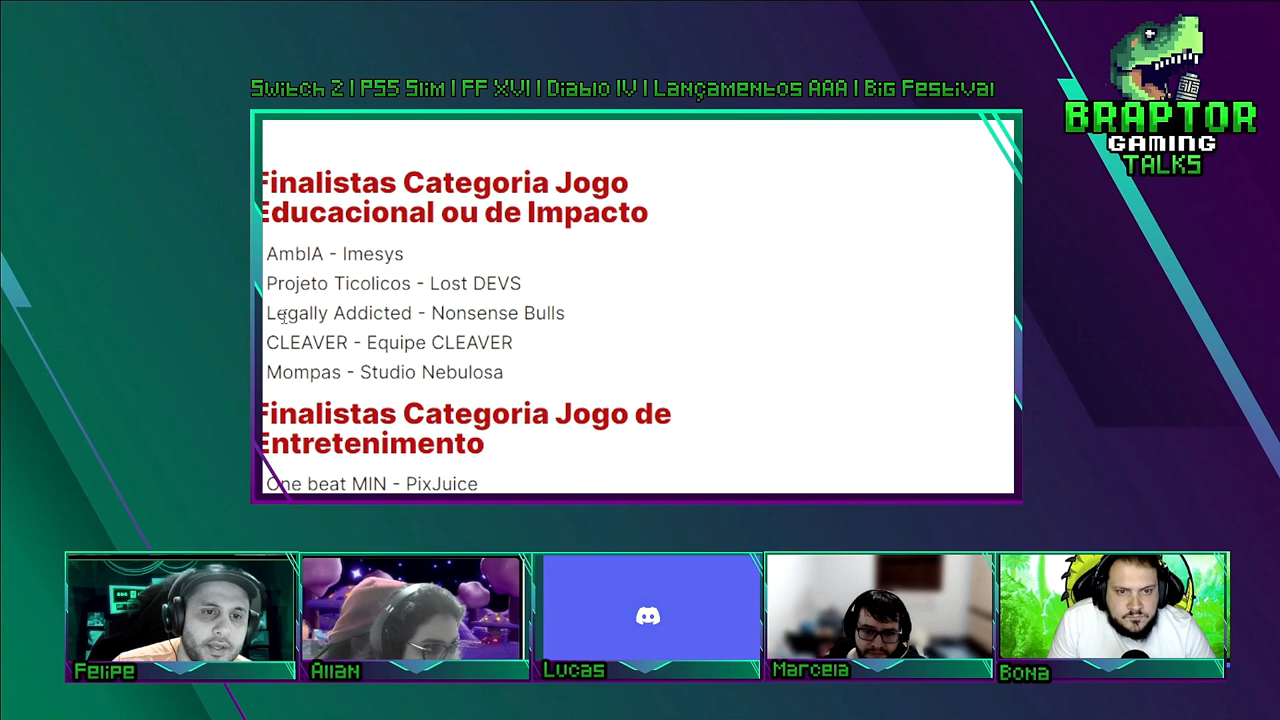 Switch 2 | PS5 Slim | FF XVI | Diablo IV | Lançamentos AAA | Big Festival
BRAPTOR
GAMING
TALKS
Finalistas Categoria Jogo
Educacional ou de Impacto
AmbIA - Imesys
Projeto Ticolicos - Lost DEVS
Legally Addicted - Nonsense Bulls
CLEAVER - Equipe CLEAVER
Mompas - Studio Nebulosa
Finalistas Categoria Jogo de
Entretenimento
One beat MIN - PixJuice
Felipe
Allan
Lucas
Marcela
Bona